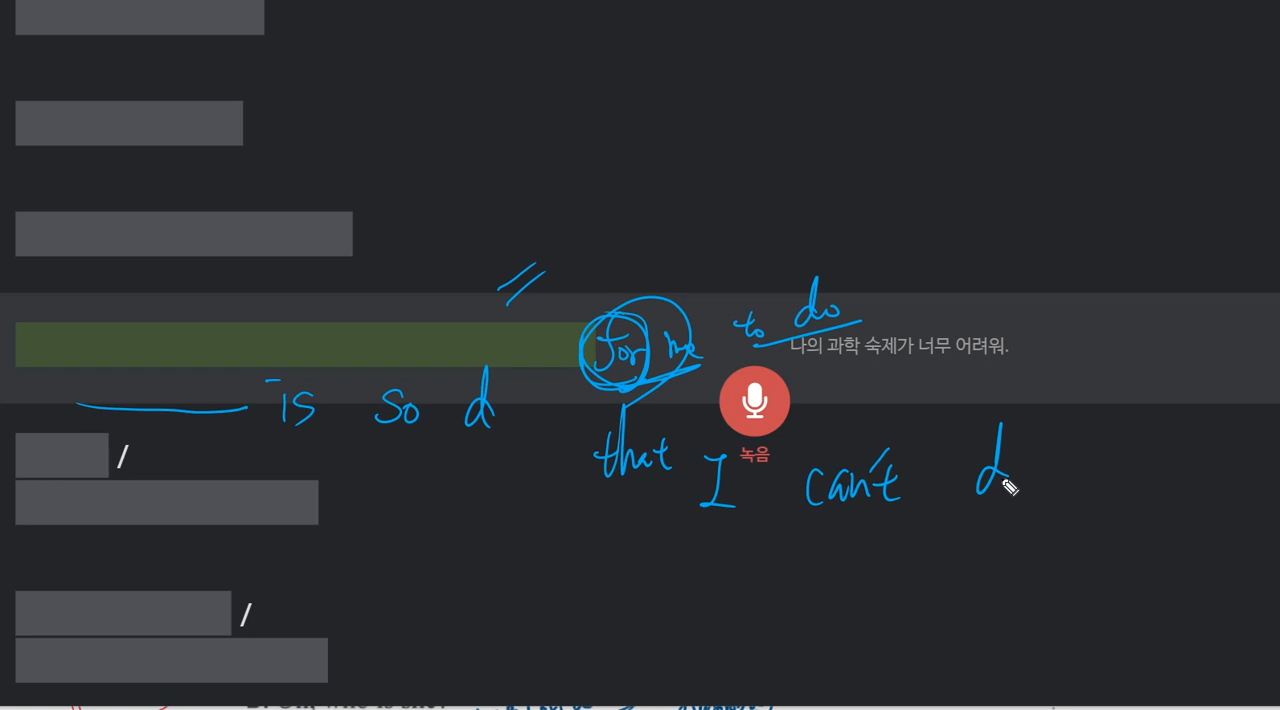 to do
for me
나의 과학 숙제가 너무 어려워.
is so d
that I can't d
녹음
/
/